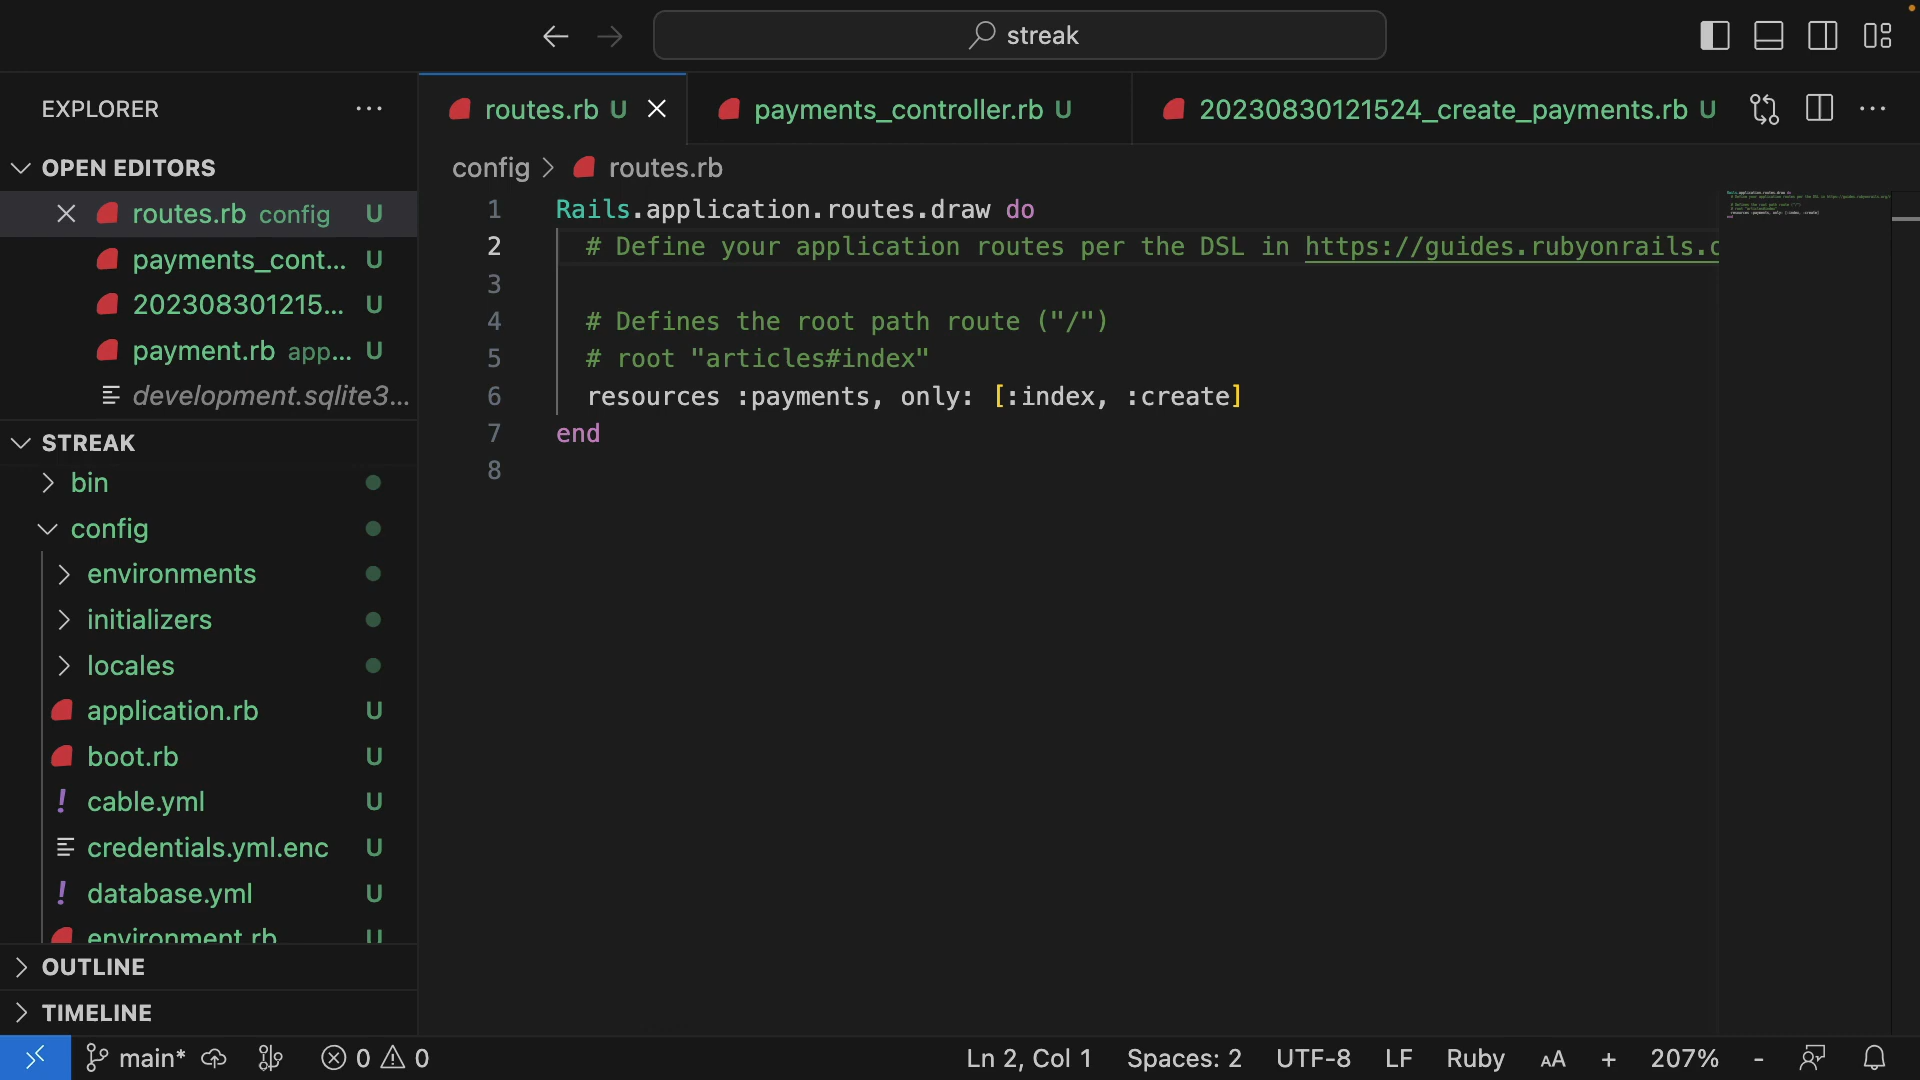 streak
EXPLORER
routes.rb U
payments_controller.rb U
20230830121524_create_payments.rb U
OPEN EDITORS
routes.rb config U
payments_cont... U
202308301215... U
payment.rb app... U
development.sqlite3...
STREAK
bin
config
environments
initializers
locales
application.rb U
boot.rb U
! cable.yml U
credentials.yml.enc U
! database.yml U
environment.rb U
OUTLINE
TIMELINE
config > routes.rb
1 Rails.application.routes.draw do
2 # Define your application routes per the DSL in https://guides.rubyonrails.o
3
4 # Defines the root path route ("/")
5 # root "articles#index"
6 resources :payments, only: [:index, :create]
7 end
8
main* 0 0 Ln 2, Col 1 Spaces: 2 UTF-8 LF Ruby AA + 207% -